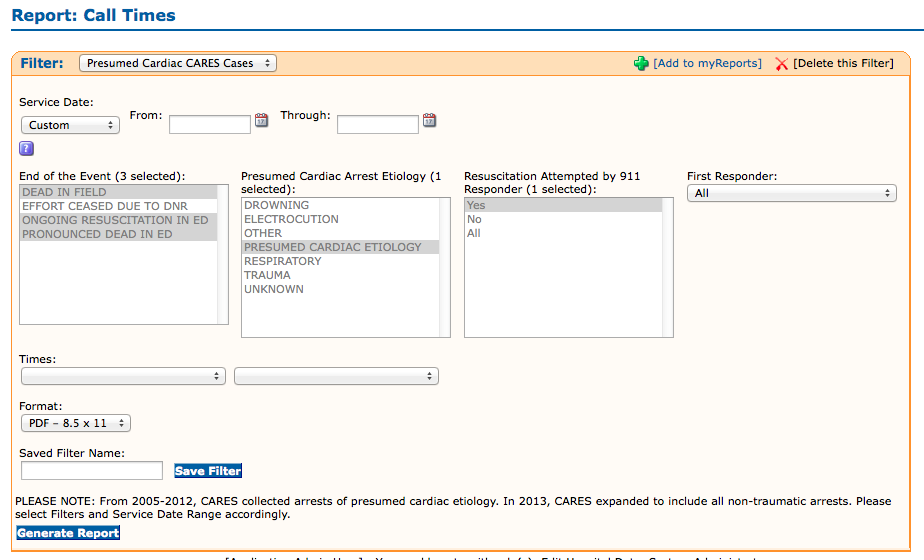 Report: Call Times
Filter: Presumed Cardiac CARES Cases [Add to myReports] [Delete this Filter]
Service Date:
Custom From: Through:
?
End of the Event (3 selected):
DEAD IN FIELD
EFFORT CEASED DUE TO DNR
ONGOING RESUSCITATION IN ED
PRONOUNCED DEAD IN ED
Presumed Cardiac Arrest Etiology (1
selected):
DROWNING
ELECTROCUTION
OTHER
PRESUMED CARDIAC ETIOLOGY
RESPIRATORY
TRAUMA
UNKNOWN
Resuscitation Attempted by 911
Responder (1 selected):
Yes
No
All
First Responder:
All
Times:
Format:
PDF – 8.5 x 11
Saved Filter Name:
Save Filter
PLEASE NOTE: From 2005-2012, CARES collected arrests of presumed cardiac etiology. In 2013, CARES expanded to include all non-traumatic arrests. Please
select Filters and Service Date Range accordingly.
Generate Report